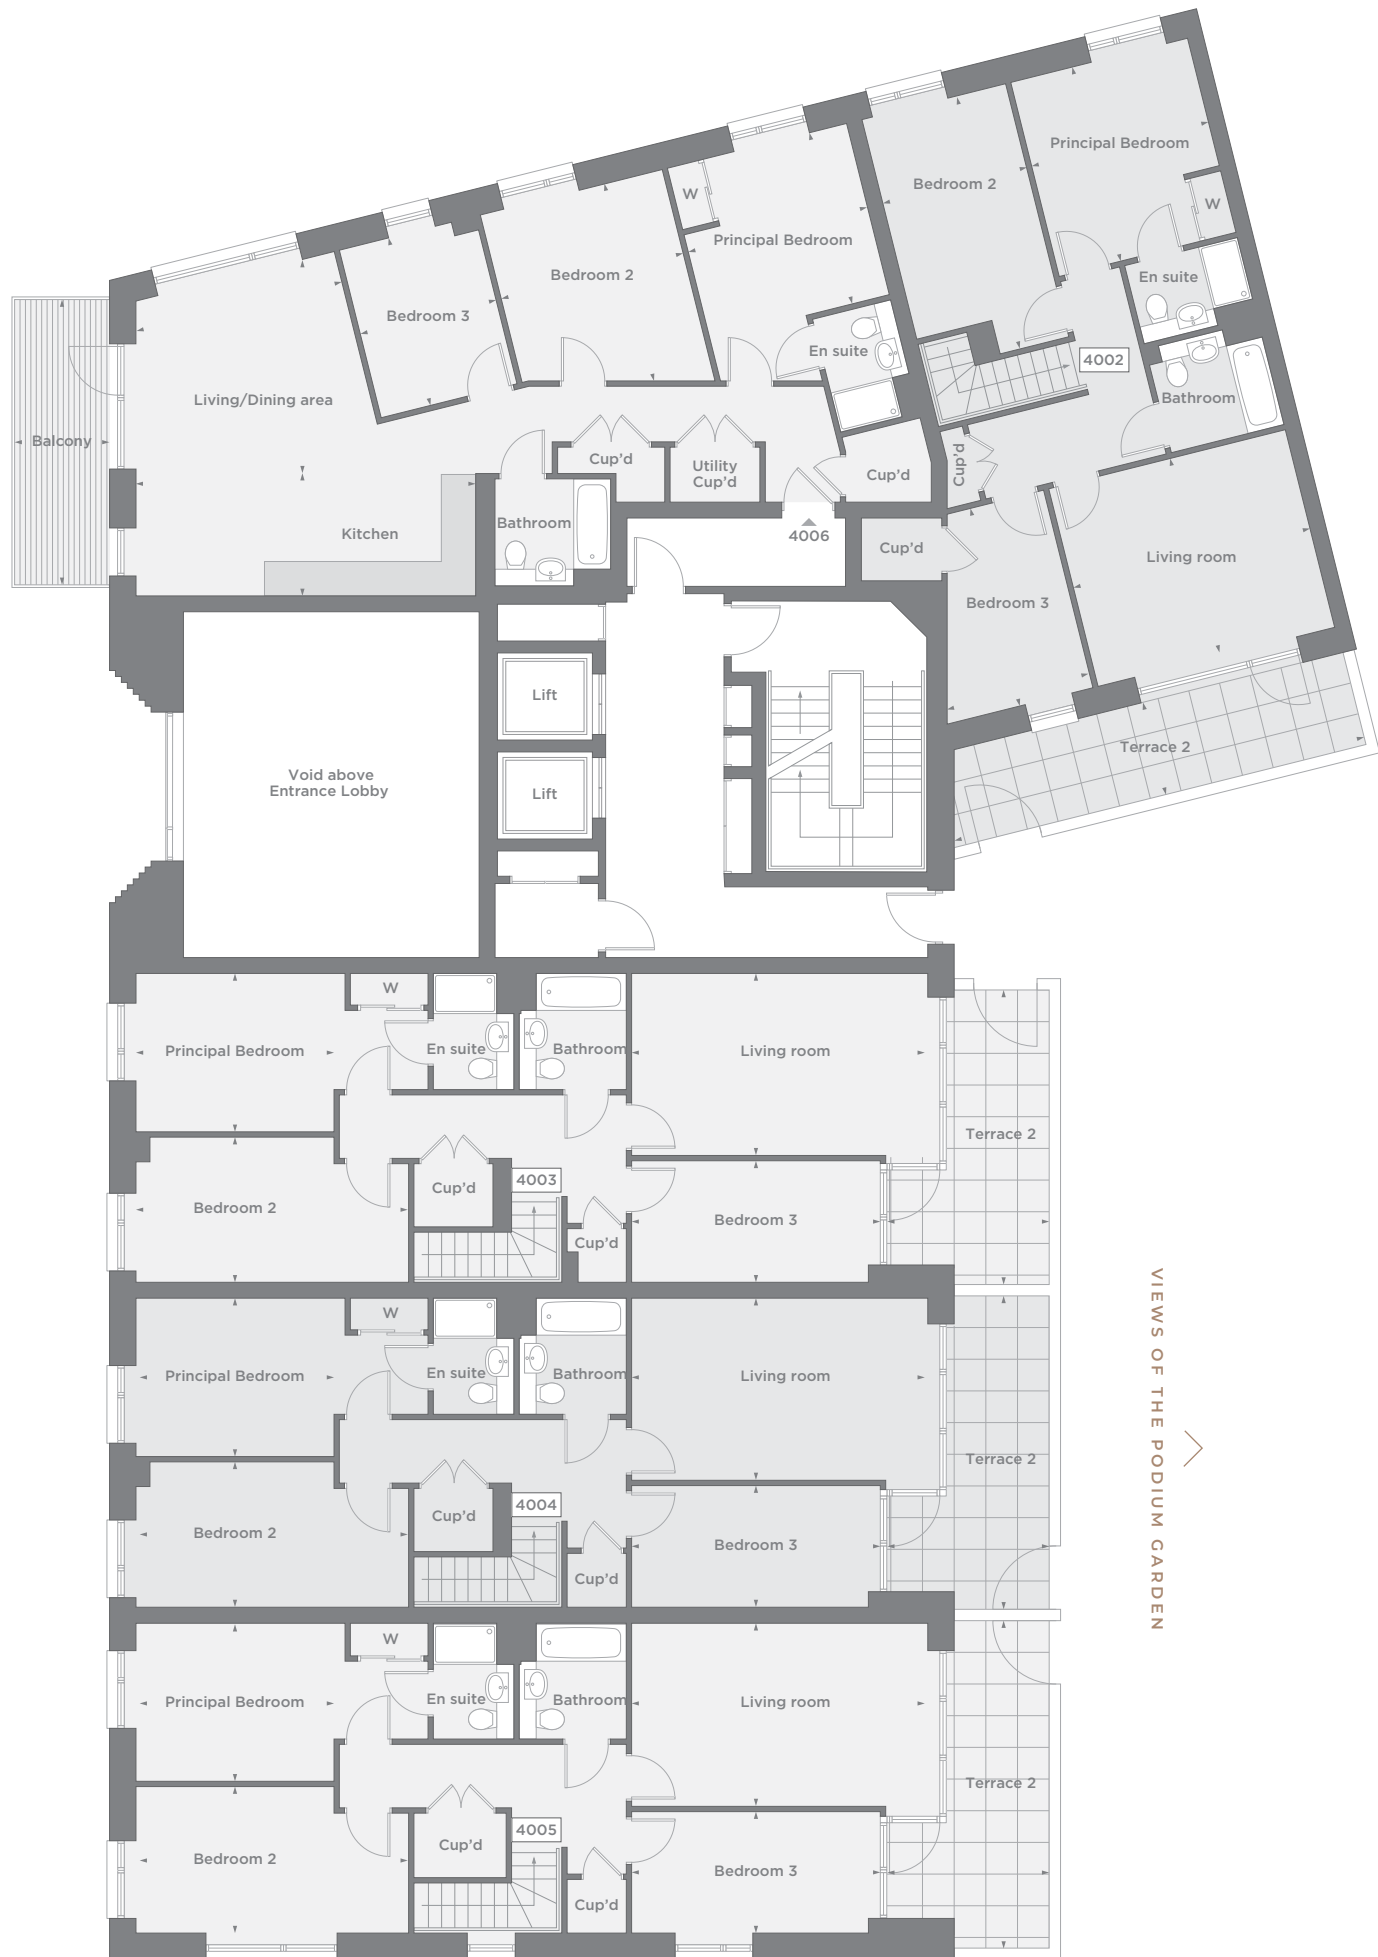 Principal Bedroom
Bedroom 2
W
W
Principal Bedroom
Bedroom 2
En suite
Bedroom 3
En suite
4002
Living/Dining area
Bathroom
Balcony
Cup'd
Utility
Cup'd
Cup'd
Cup'd
Bathroom
Kitchen
4006
Cup'd
Living room
Bedroom 3
Lift
Terrace 2
Void above
Entrance Lobby
Lift
W
Principal Bedroom
En suite
Bathroom
Living room
Terrace 2
4003
Cup'd
Bedroom 2
Bedroom 3
Cup'd
W
Principal Bedroom
En suite
Bathroom
Living room
Terrace 2
4004
Cup'd
Bedroom 2
Bedroom 3
Cup'd
VIEWS OF THE PODIUM GARDEN
W
Principal Bedroom
En suite
Bathroom
Living room
Terrace 2
4005
Cup'd
Bedroom 2
Bedroom 3
Cup'd